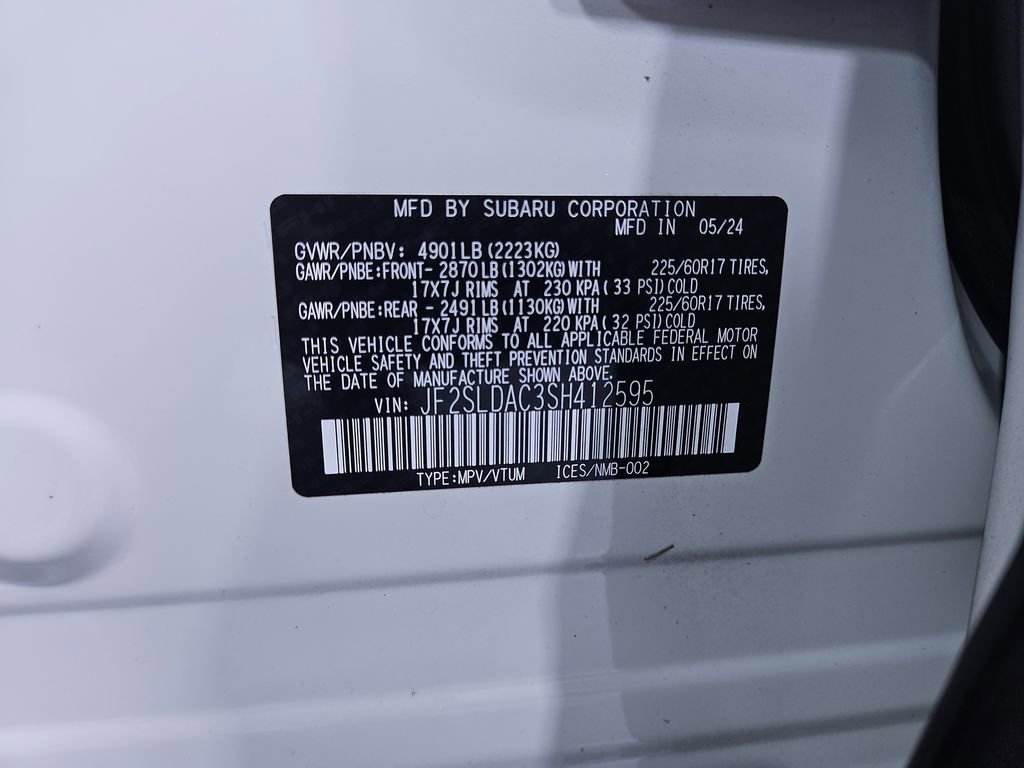 MFD BY SUBARU CORPORATION
MFD IN 05/24
GVWR/PNBV: 4901LB(2223KG)
GAWR/PNBE:FRONT- 2870LB(1302KG)WITH 225/60R17 TIRES,
17X7J RIMS AT 230 KPA( 33 PSI)COLD
GAWR/PNBE:REAR - 2491LB(1130KG)WITH 225/60R17 TIRES,
17X7J RIMS AT 220 KPA( 32 PSI)COLD
THIS VEHICLE CONFORMS TO ALL APPLICABLE FEDERAL MOTOR
VEHICLE SAFETY AND THEFT PREVENTION STANDARDS IN EFFECT ON
THE DATE OF MANUFACTURE SHOWN ABOVE.
VIN: JF2SLDAC3SH412595
TYPE:MPV/VTUM ICES/NMB-002